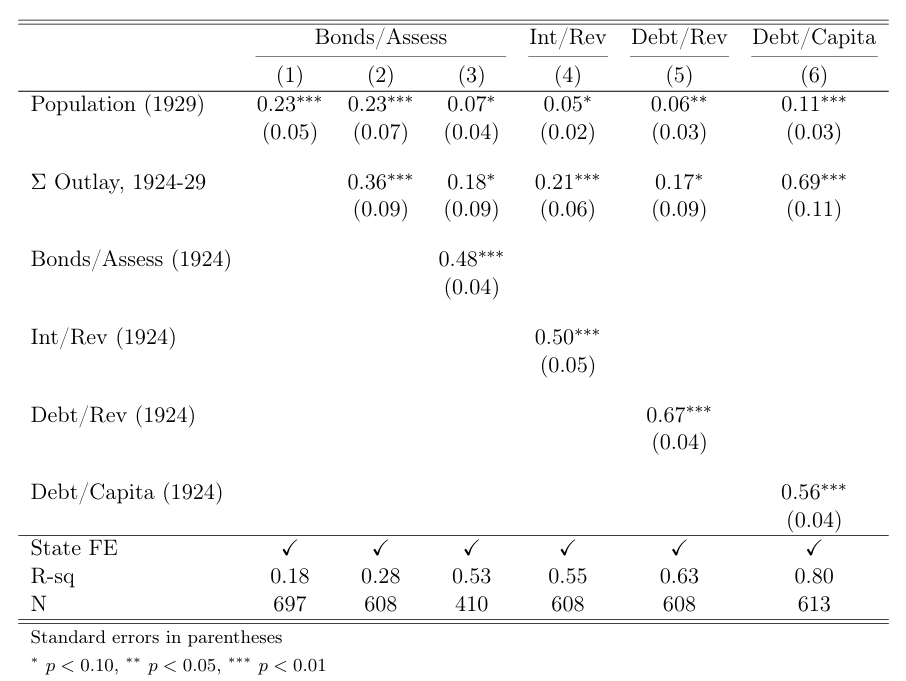 Bonds/Assess Int/Rev Debt/Rev Debt/Capita
(1) (2) (3) (4) (5) (6)
Population (1929) 0.23*** 0.23*** 0.07* 0.05* 0.06** 0.11***
(0.05) (0.07) (0.04) (0.02) (0.03) (0.03)
Σ Outlay, 1924-29 0.36*** 0.18* 0.21*** 0.17* 0.69***
(0.09) (0.09) (0.06) (0.09) (0.11)
Bonds/Assess (1924) 0.48***
(0.04)
Int/Rev (1924) 0.50***
(0.05)
Debt/Rev (1924) 0.67***
(0.04)
Debt/Capita (1924) 0.56***
(0.04)
State FE ✓ ✓ ✓ ✓ ✓ ✓
R-sq 0.18 0.28 0.53 0.55 0.63 0.80
N 697 608 410 608 608 613
Standard errors in parentheses
* p < 0.10, ** p < 0.05, *** p < 0.01